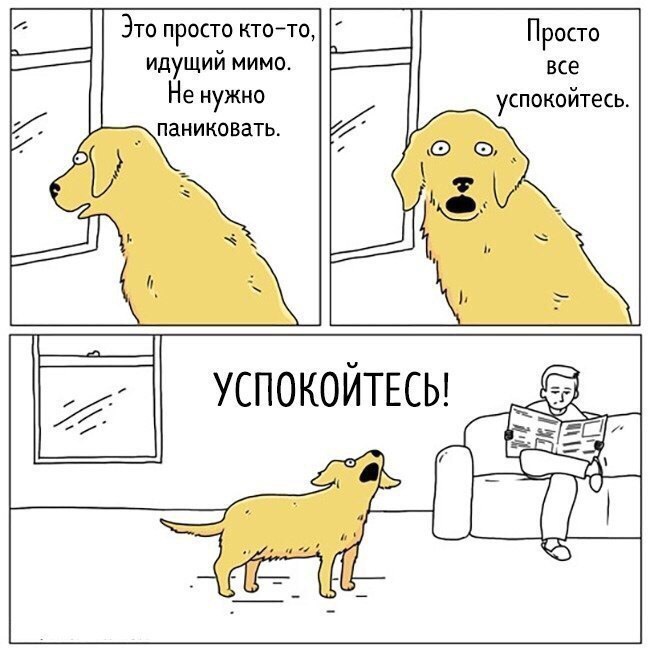 Это просто кто-то,
идущий мимо.
Не нужно
паниковать.
Просто
все
успокойтесь.
УСПОКОЙТЕСЬ!